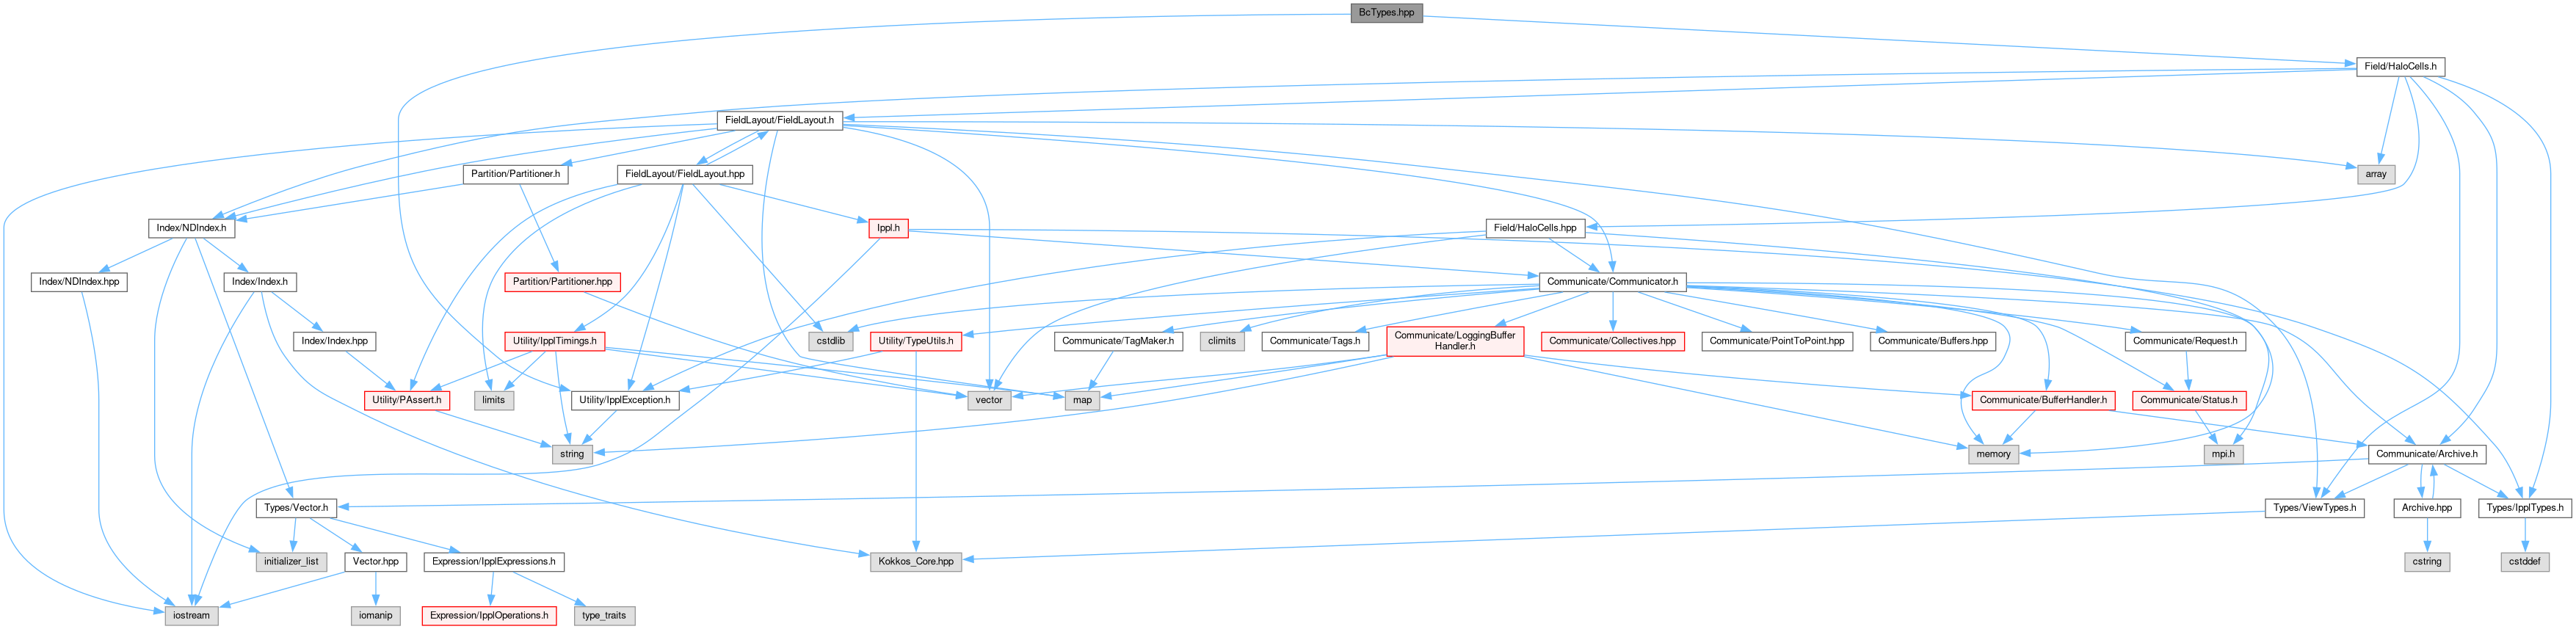 BcTypes.hpp
Field/HaloCells.h
FieldLayout/FieldLayout.h
Partition/Partitioner.h
FieldLayout/FieldLayout.hpp
array
Index/NDIndex.h
Ippl.h
Field/HaloCells.hpp
Index/NDIndex.hpp
Index/Index.h
Partition/Partitioner.hpp
Communicate/Communicator.h
Index/Index.hpp
Utility/IpplTimings.h
cstdlib
Utility/TypeUtils.h
Communicate/TagMaker.h
climits
Communicate/Tags.h
Communicate/LoggingBuffer
Handler.h
Communicate/Collectives.hpp
Communicate/PointToPoint.hpp
Communicate/Buffers.hpp
Communicate/Request.h
Utility/PAssert.h
limits
Utility/IpplException.h
vector
map
Communicate/BufferHandler.h
Communicate/Status.h
string
memory
mpi.h
Communicate/Archive.h
Types/Vector.h
Types/ViewTypes.h
Archive.hpp
Types/IpplTypes.h
initializer_list
Vector.hpp
Expression/IpplExpressions.h
Kokkos_Core.hpp
cstring
cstddef
iostream
iomanip
Expression/IpplOperations.h
type_traits